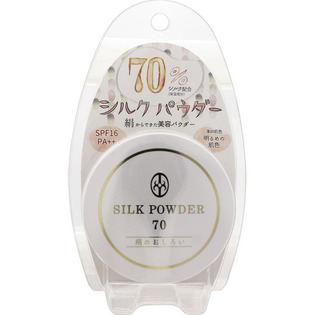 70%
シルク配合
シルク パウダー
絹からできた美容パウダー
SPF16
PA++
明るめの
肌色
SILK POWDER
70
絹のおしろい